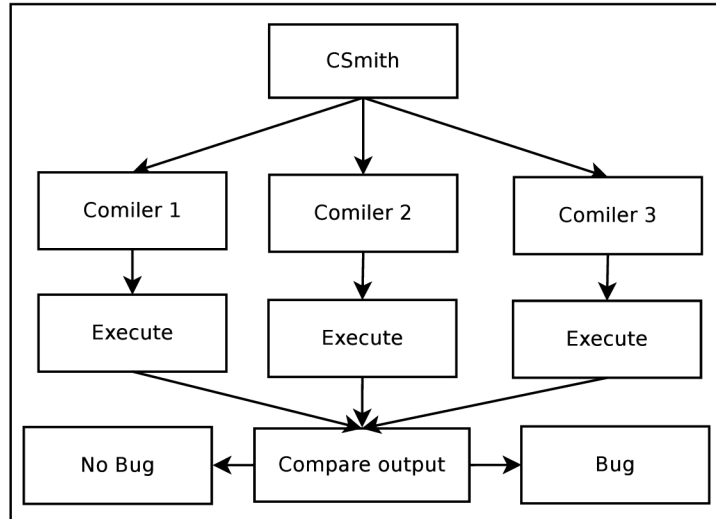 CSmith
Comiler 1
Comiler 2
Comiler 3
Execute
Execute
Execute
No Bug
Compare output
Bug